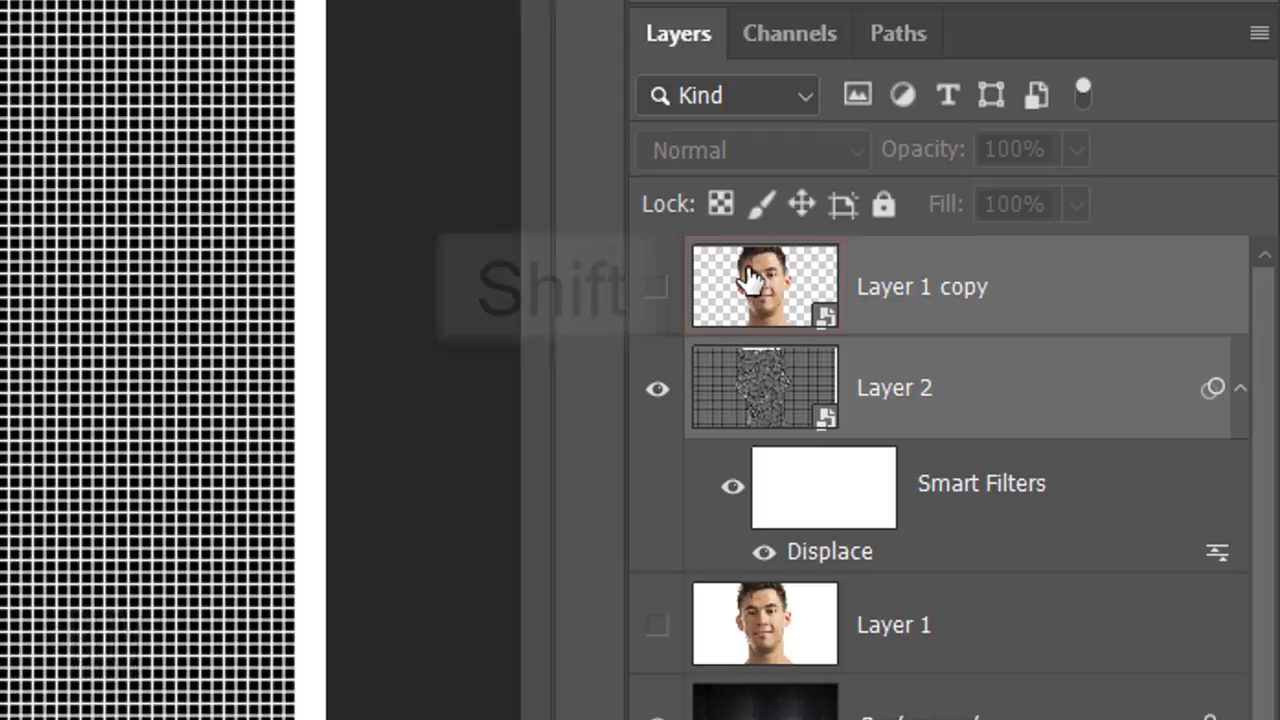 Layers Channels Paths
Kind
Normal Opacity: 100%
Lock: Fill: 100%
Shift
Layer 1 copy
Layer 2
Smart Filters
Displace
Layer 1